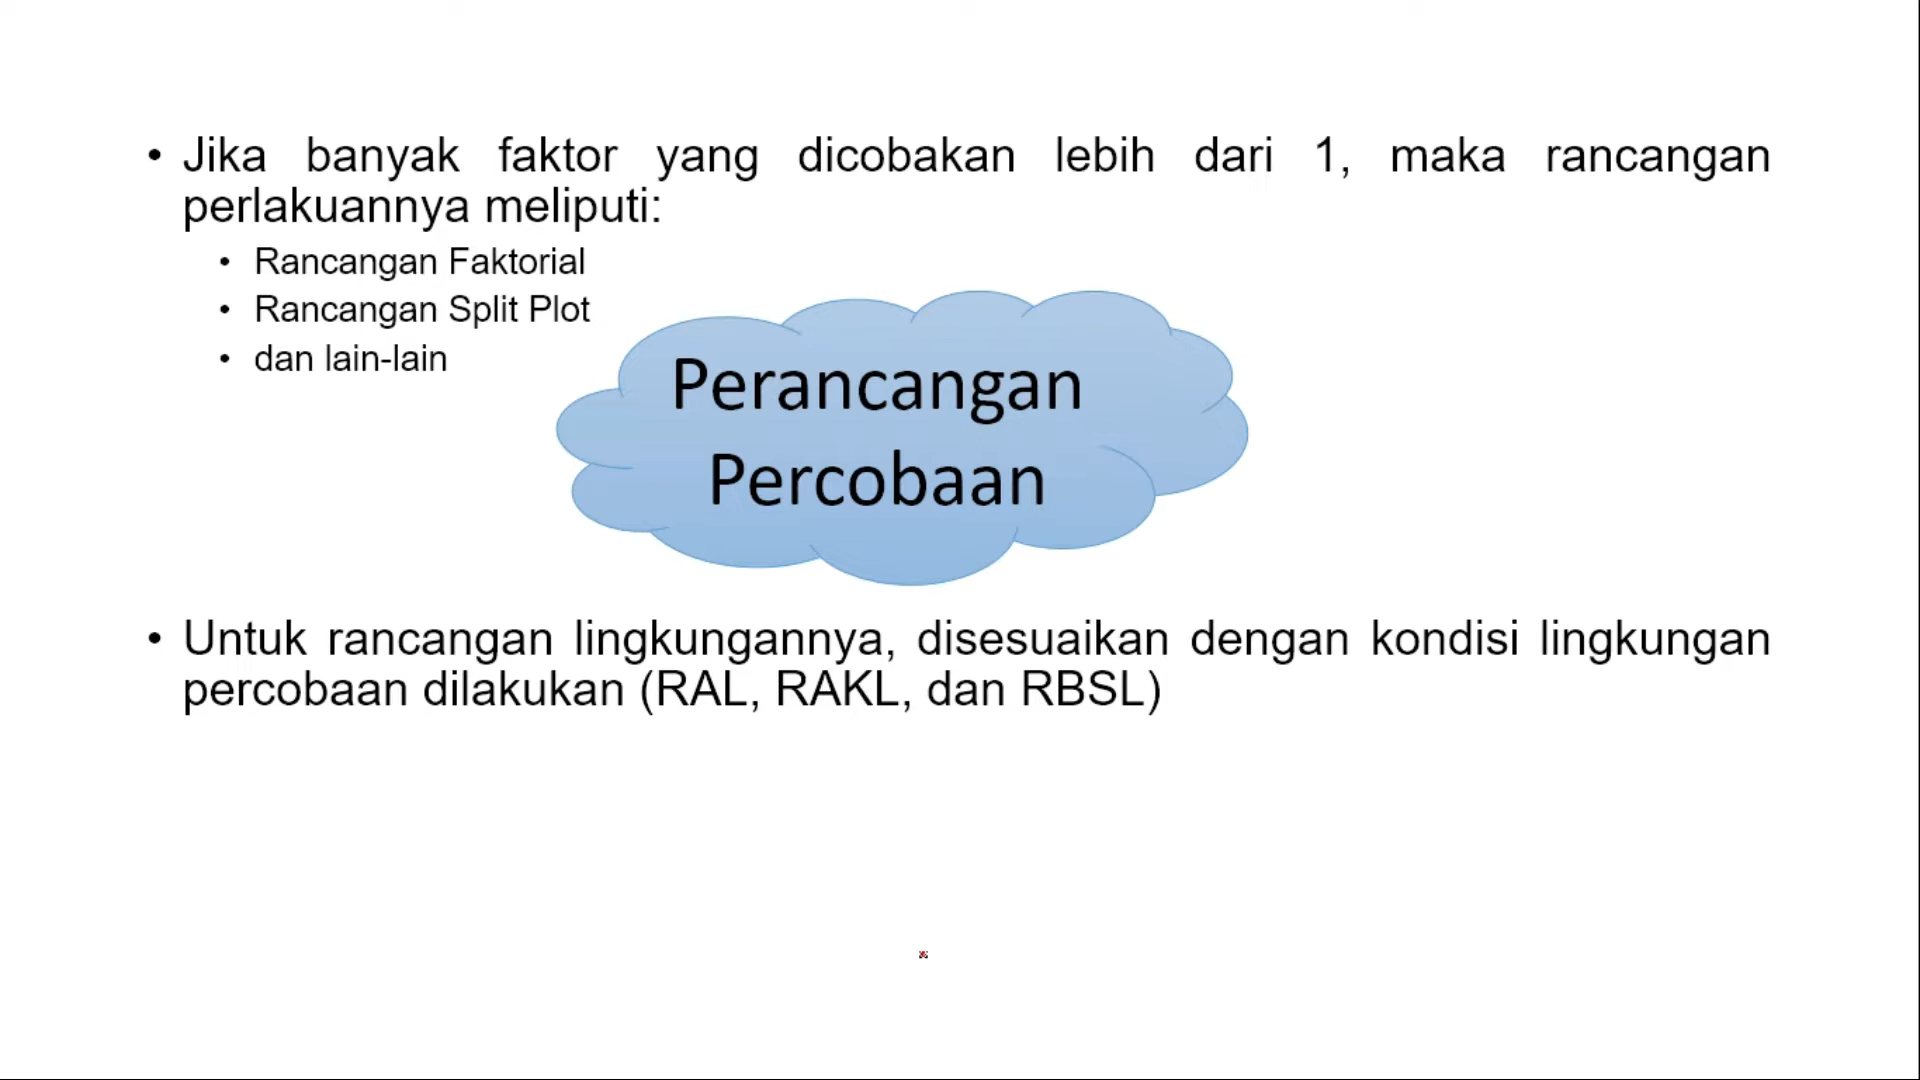 • Jika banyak faktor yang dicobakan lebih dari 1, maka rancangan
perlakuannya meliputi:
• Rancangan Faktorial
• Rancangan Split Plot
• dan lain-lain
Perancangan
Percobaan
• Untuk rancangan lingkungannya, disesuaikan dengan kondisi lingkungan
percobaan dilakukan (RAL, RAKL, dan RBSL)